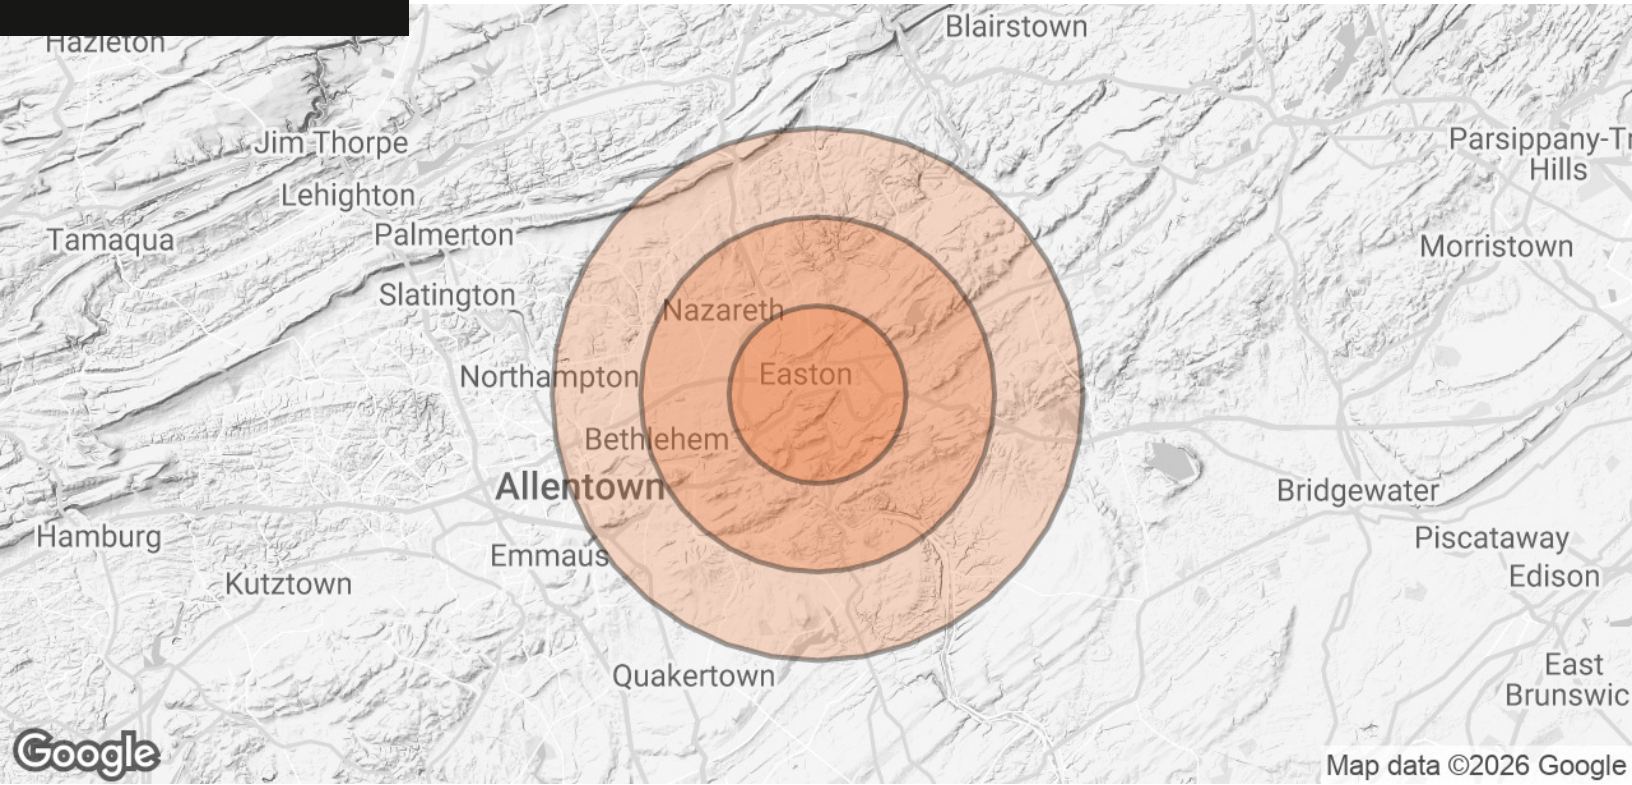 Blairstown
Hazleton
Jim Thorpe
Parsippany-Tr
Hills
Lehighton
Palmerton
Tamaqua
Morristown
Slatington
Nazareth
Easton
Northampton
Bethlehem
Allentown
Bridgewater
Hamburg
Piscataway
Emmaus
Edison
Kutztown
Quakertown
East
Brunswic
Google
Map data ©2026 Google